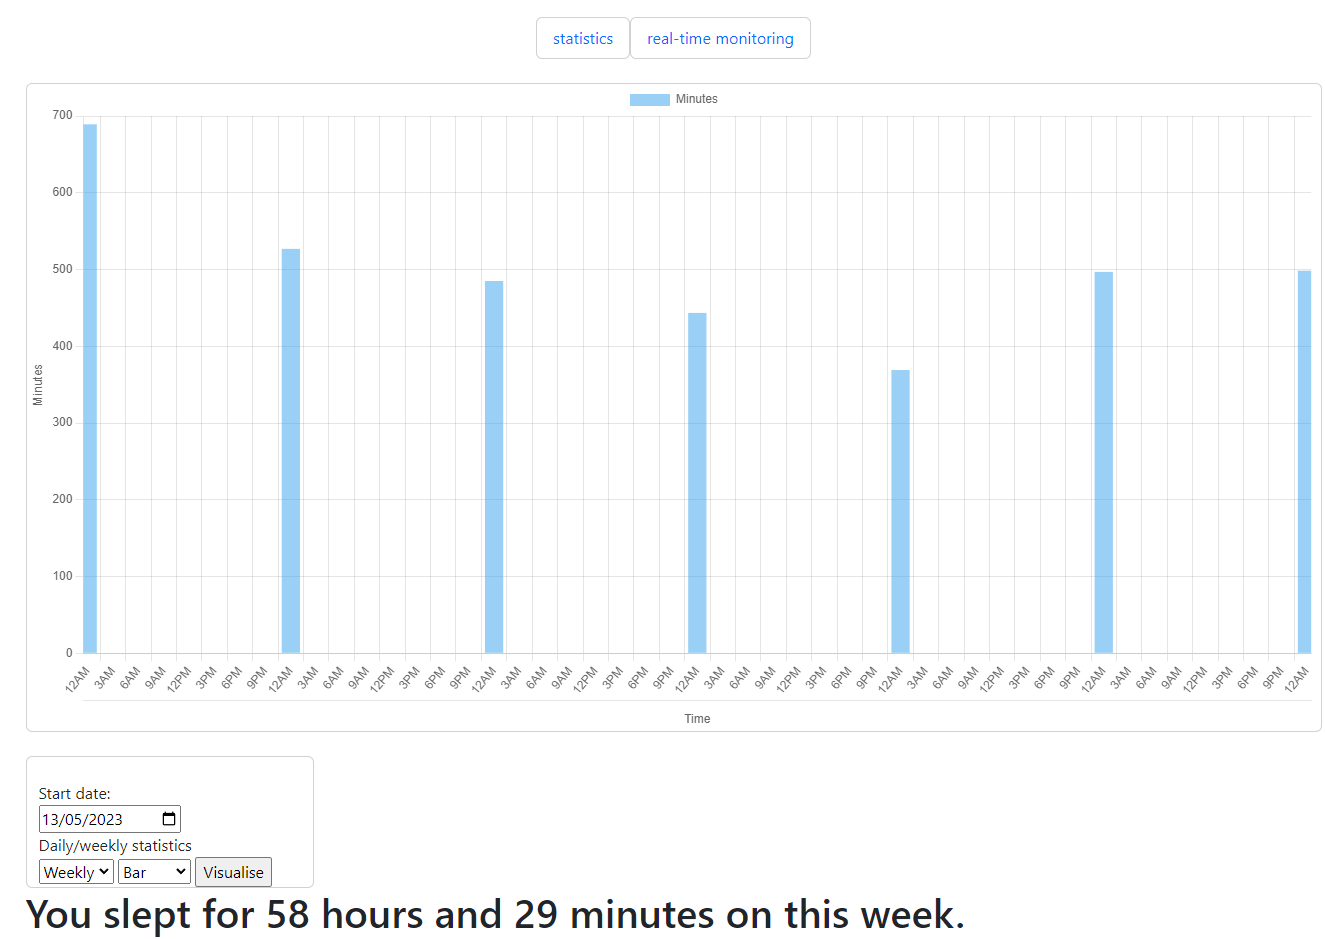 statistics real-time monitoring
Minutes
700
600
500
400
300
200
100
0
Minutes
12AM 3AM 6AM 9AM 12PM 3PM 6PM 9PM 12AM 3AM 6AM 9AM 12PM 3PM 6PM 9PM 12AM 3AM 6AM 9AM 12PM 3PM 6PM 9PM 12AM 3AM 6AM 9AM 12PM 3PM 6PM 9PM 12AM 3AM 6AM 9AM 12PM 3PM 6PM 9PM 12AM 3AM 6AM 9AM 12PM 3PM 6PM 9PM 12AM
Time
Start date:
13/05/2023
Daily/weekly statistics
Weekly Bar Visualise
You slept for 58 hours and 29 minutes on this week.